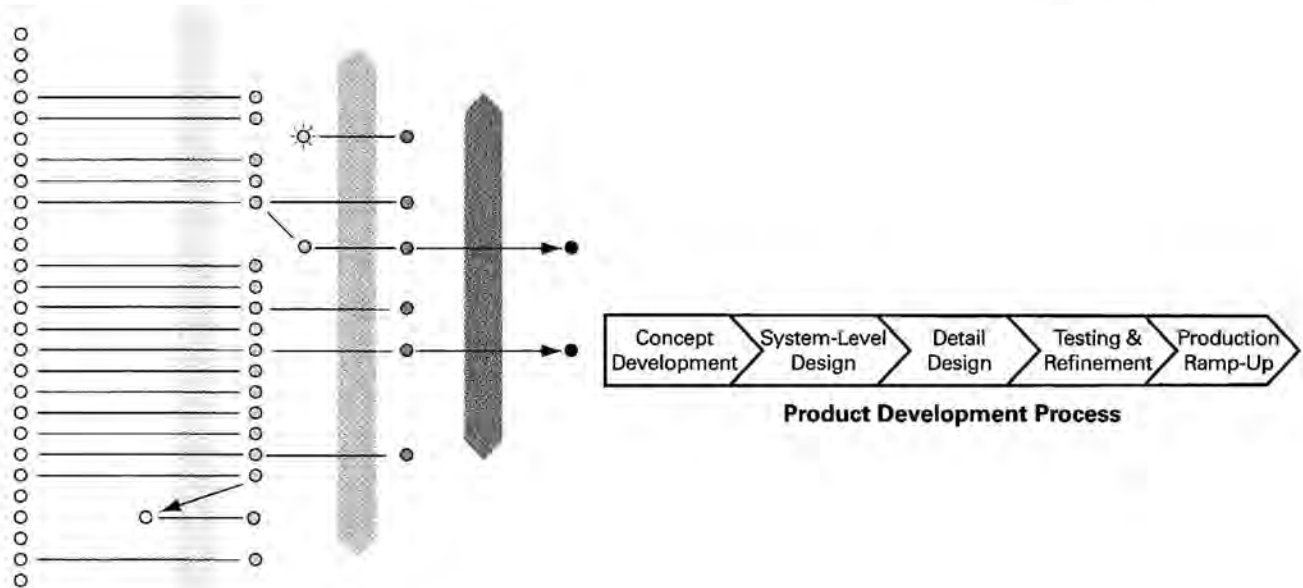 Concept
Development
System-Level
Design
Detail
Design
Testing &
Refinement
Production
Ramp-Up
Product Development Process